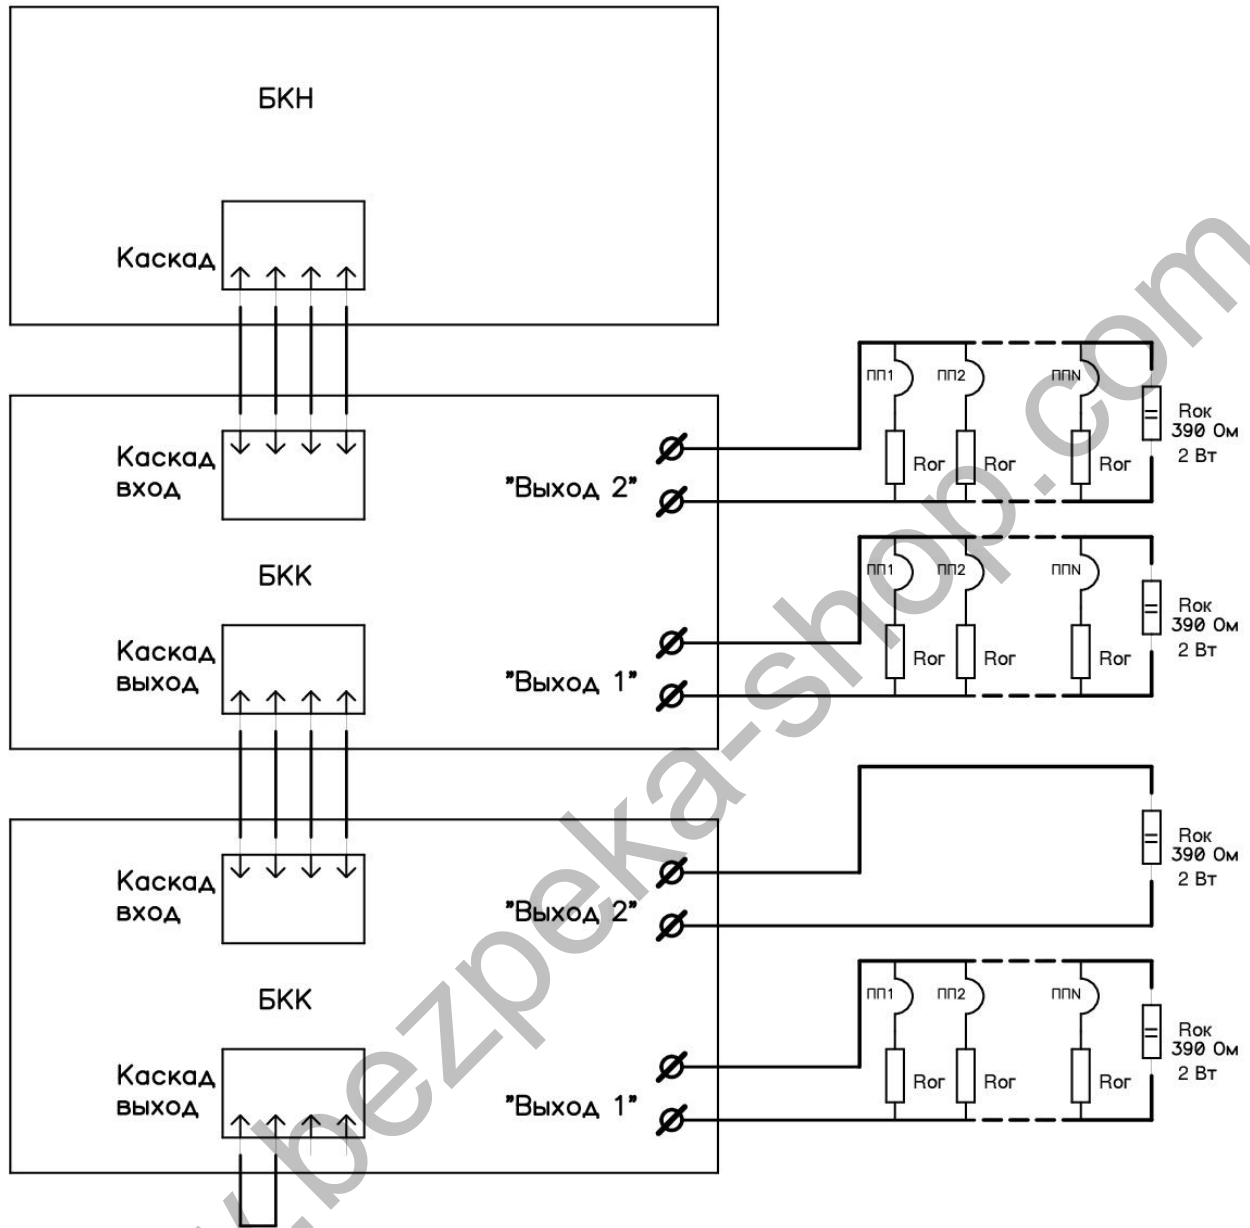 БКН
Каскад
Каскад
вход
БКК
Каскад
выход
"Выход 2"
"Выход 1"
ПП1 ПП2 ППN
Rог Rог Rог
Rок
390 Ом
2 Вт
ПП1 ПП2 ППN
Rог Rог Rог
Rок
390 Ом
2 Вт
Каскад
вход
БКК
Каскад
выход
"Выход 2"
"Выход 1"
Rок
390 Ом
2 Вт
ПП1 ПП2 ППN
Rог Rог Rог
Rок
390 Ом
2 Вт
.bezpeka-shop.com